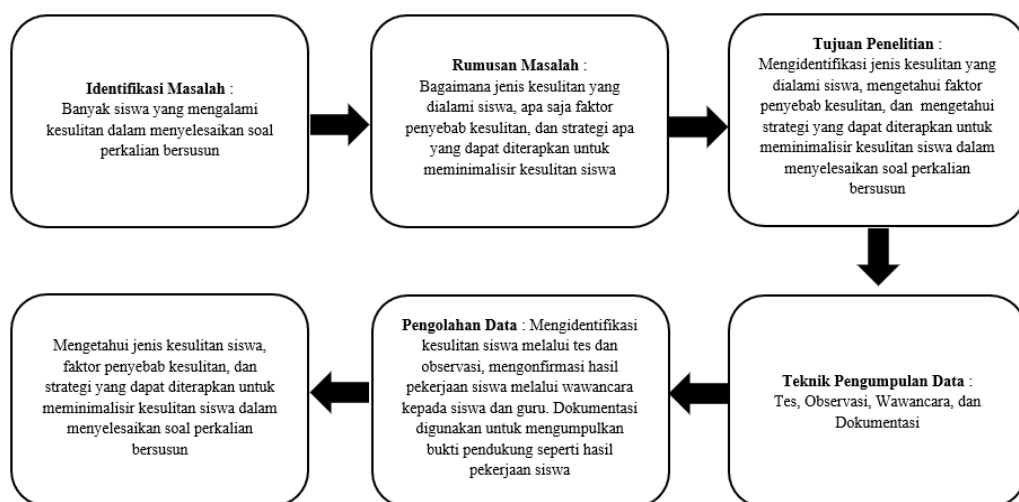 Identifikasi Masalah :
Banyak siswa yang mengalami
kesulitan dalam menyelesaikan soal
perkalian bersusun
Rumusan Masalah :
Bagaimana jenis kesulitan yang
dialami siswa, apa saja faktor
penyebab kesulitan, dan strategi apa
yang dapat diterapkan untuk
meminimalisir kesulitan siswa
Tujuan Penelitian :
Mengidentifikasi jenis kesulitan yang
dialami siswa, mengetahui faktor
penyebab kesulitan, dan mengetahui
strategi yang dapat diterapkan untuk
meminimalisir kesulitan siswa dalam
menyelesaikan soal perkalian
bersusun
Teknik Pengumpulan Data :
Tes, Observasi, Wawancara, dan
Dokumentasi
Pengolahan Data : Mengidentifikasi
kesulitan siswa melalui tes dan
observasi, mengonfirmasi hasil
pekerjaan siswa melalui wawancara
kepada siswa dan guru. Dokumentasi
digunakan untuk mengumpulkan
bukti pendukung seperti hasil
pekerjaan siswa
Mengetahui jenis kesulitan siswa,
faktor penyebab kesulitan, dan
strategi yang dapat diterapkan untuk
meminimalisir kesulitan siswa dalam
menyelesaikan soal perkalian
bersusun